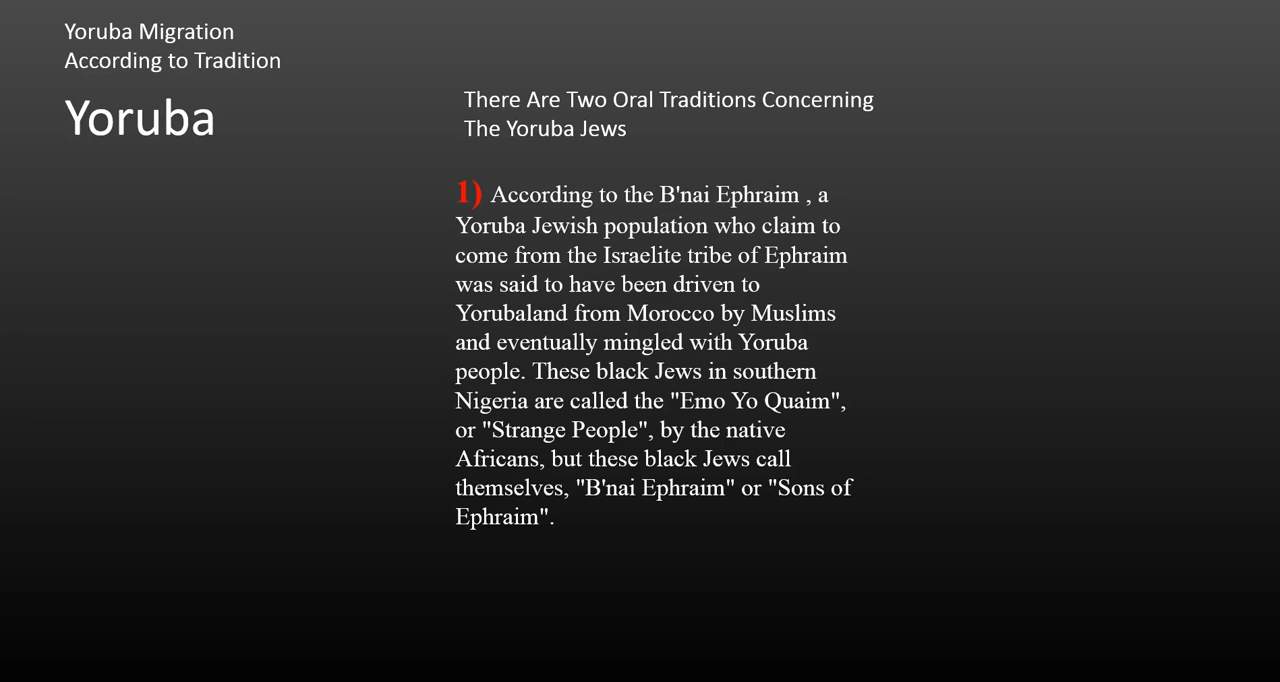 Yoruba Migration
According to Tradition
Yoruba
There Are Two Oral Traditions Concerning
The Yoruba Jews
1) According to the B'nai Ephraim , a
Yoruba Jewish population who claim to
come from the Israelite tribe of Ephraim
was said to have been driven to
Yorubaland from Morocco by Muslims
and eventually mingled with Yoruba
people. These black Jews in southern
Nigeria are called the "Emo Yo Quaim",
or "Strange People", by the native
Africans, but these black Jews call
themselves, "B'nai Ephraim" or "Sons of
Ephraim".